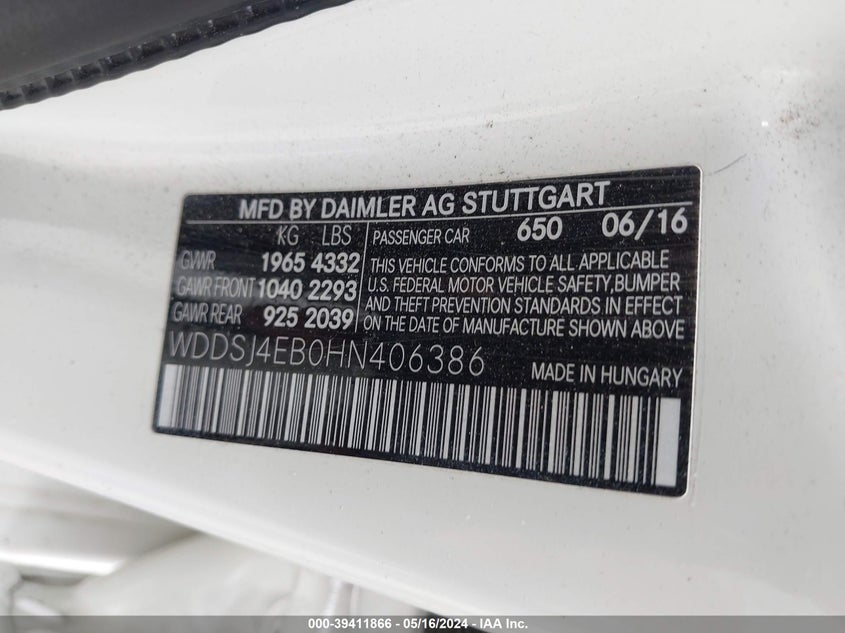 MFD BY DAIMLER AG STUTTGART
KG LBS
GVWR 1965 4332
GAWR FRONT 1040 2293
GAWR REAR 925 2039
PASSENGER CAR 650 06/16
THIS VEHICLE CONFORMS TO ALL APPLICABLE
U.S. FEDERAL MOTOR VEHICLE SAFETY, BUMPER
AND THEFT PREVENTION STANDARDS IN EFFECT
ON THE DATE OF MANUFACTURE SHOWN ABOVE
WDDSJ4EB0HN406386
MADE IN HUNGARY
000-39411866 - 05/16/2024 - IAA Inc.